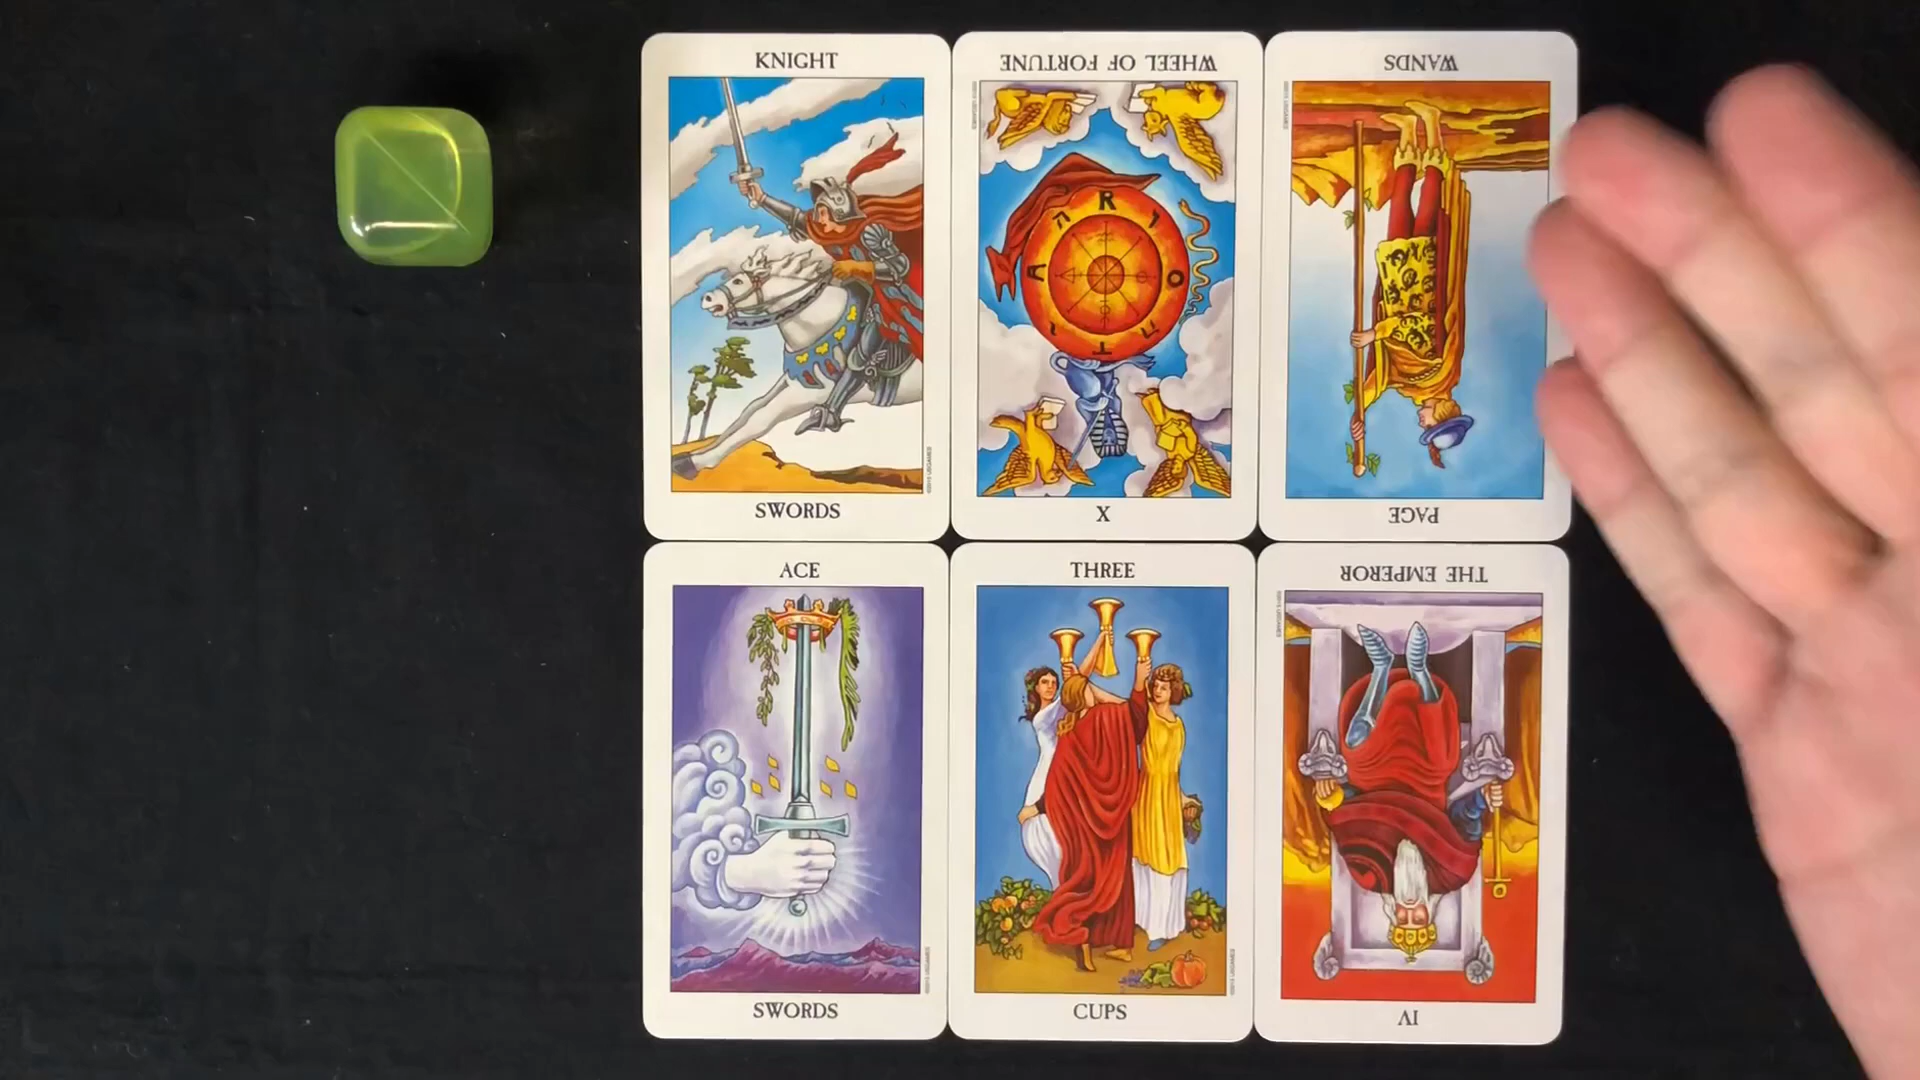 KNIGHT
SWORDS
WHEEL OF FORTUNE
X
WANDS
PAGE
ACE
SWORDS
THREE
CUPS
THE EMPEROR
IV